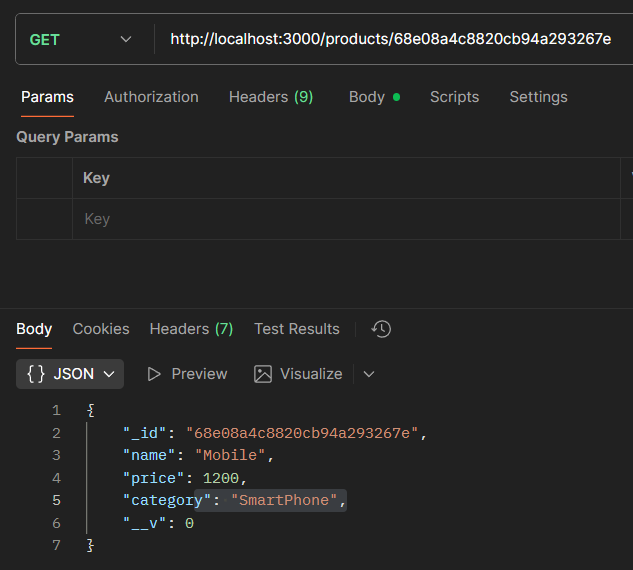 GET http://localhost:3000/products/68e08a4c8820cb94a293267e
Params Authorization Headers (9) Body Scripts Settings
Query Params
Key
Key
Body Cookies Headers (7) Test Results
{} JSON Preview Visualize
1 {
2 "_id": "68e08a4c8820cb94a293267e",
3 "name": "Mobile",
4 "price": 1200,
5 "category": "SmartPhone",
6 "__v": 0
7 }